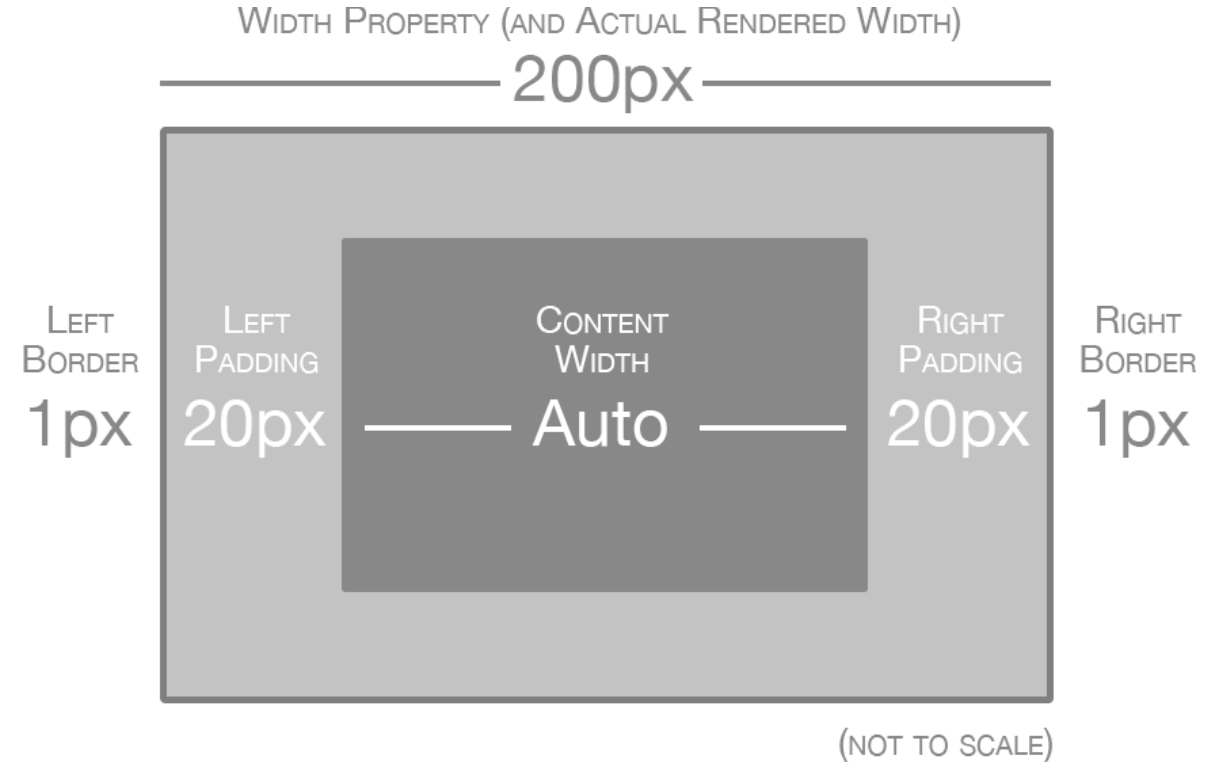 Width Property (and Actual Rendered Width)
200px
Left
Border
1px
Left
Padding
20px
Content
Width
Auto
Right
Padding
20px
Right
Border
1px
(not to scale)